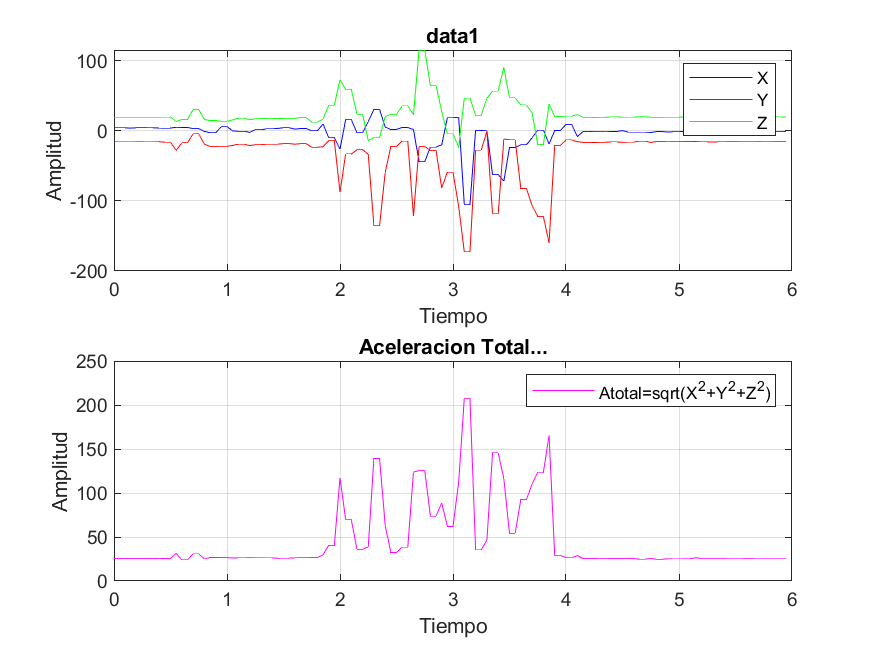 data1
100
0
-100
-200
Amplitud
X
Y
Z
0 1 2 3 4 5 6
Tiempo
Aceleracion Total...
250
200
150
100
50
0
Amplitud
Atotal=sqrt(X²+Y²+Z²)
0 1 2 3 4 5 6
Tiempo